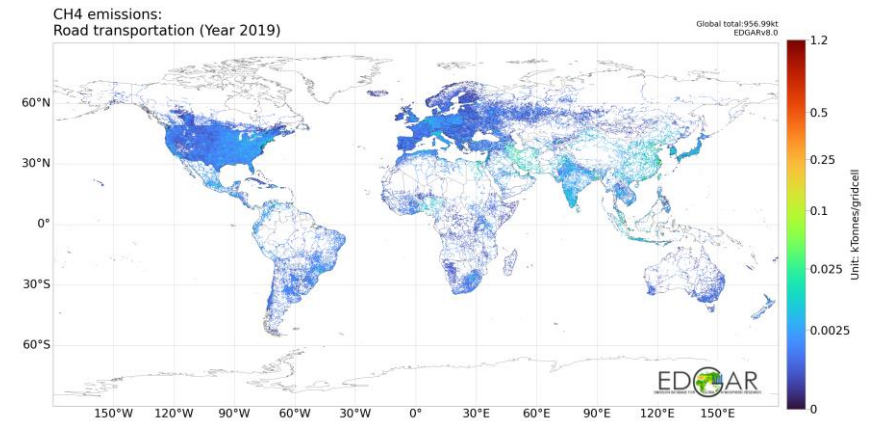 CH4 emissions:
Road transportation (Year 2019)
Global total:956.99kt
EDGARv8.0
1.2
0.5
0.25
0.1
0.025
0.0025
0
Unit: kTonnes/gridcell
60°N
30°N
0°
30°S
60°S
150°W 120°W 90°W 60°W 30°W 0° 30°E 60°E 90°E 120°E 150°E
EDGAR